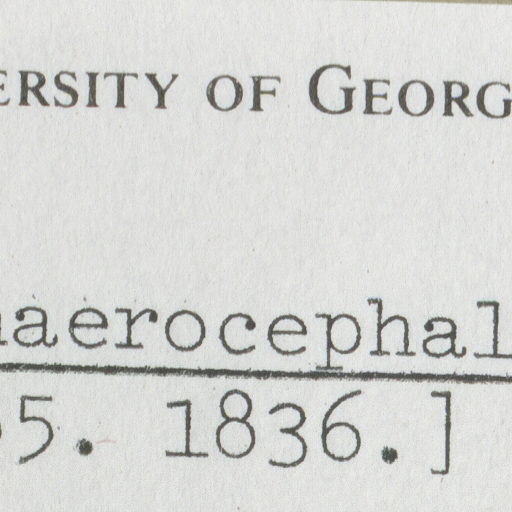 ERSITY OF GEORG
haerocephal
5. 1836.]